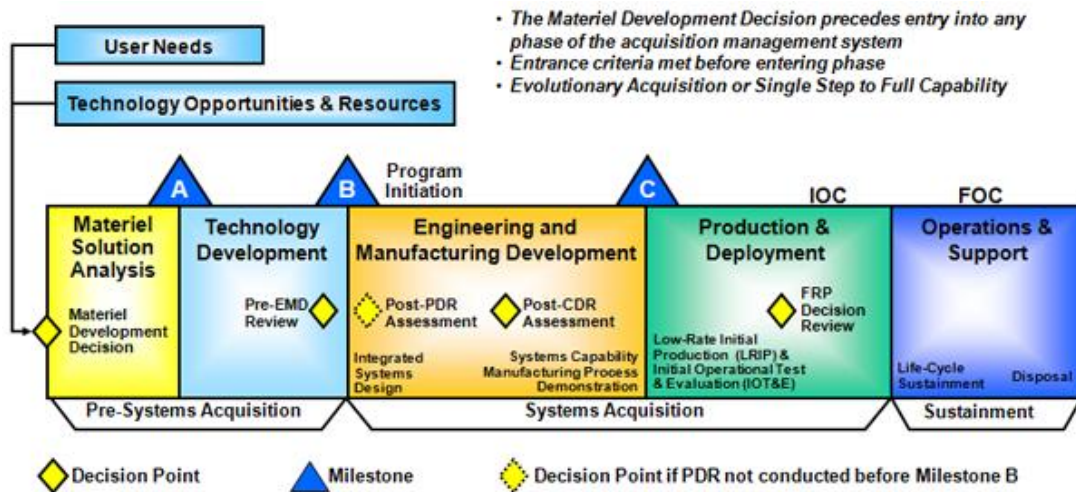 User Needs
Technology Opportunities & Resources
• The Materiel Development Decision precedes entry into any
phase of the acquisition management system
• Entrance criteria met before entering phase
• Evolutionary Acquisition or Single Step to Full Capability
A
B
Program
Initiation
C
IOC
FOC
Materiel
Solution
Analysis
Materiel
Development
Decision
Technology
Development
Pre-EMD
Review
Engineering and
Manufacturing Development
Post-PDR
Assessment
Post-CDR
Assessment
Integrated
Systems
Design
Systems Capability
Manufacturing Process
Demonstration
Production &
Deployment
FRP
Decision
Review
Low-Rate Initial
Production (LRIP) &
Initial Operational Test
& Evaluation (IOT&E)
Operations &
Support
Life-Cycle
Sustainment
Disposal
Pre-Systems Acquisition
Systems Acquisition
Sustainment
Decision Point
Milestone
Decision Point if PDR not conducted before Milestone B